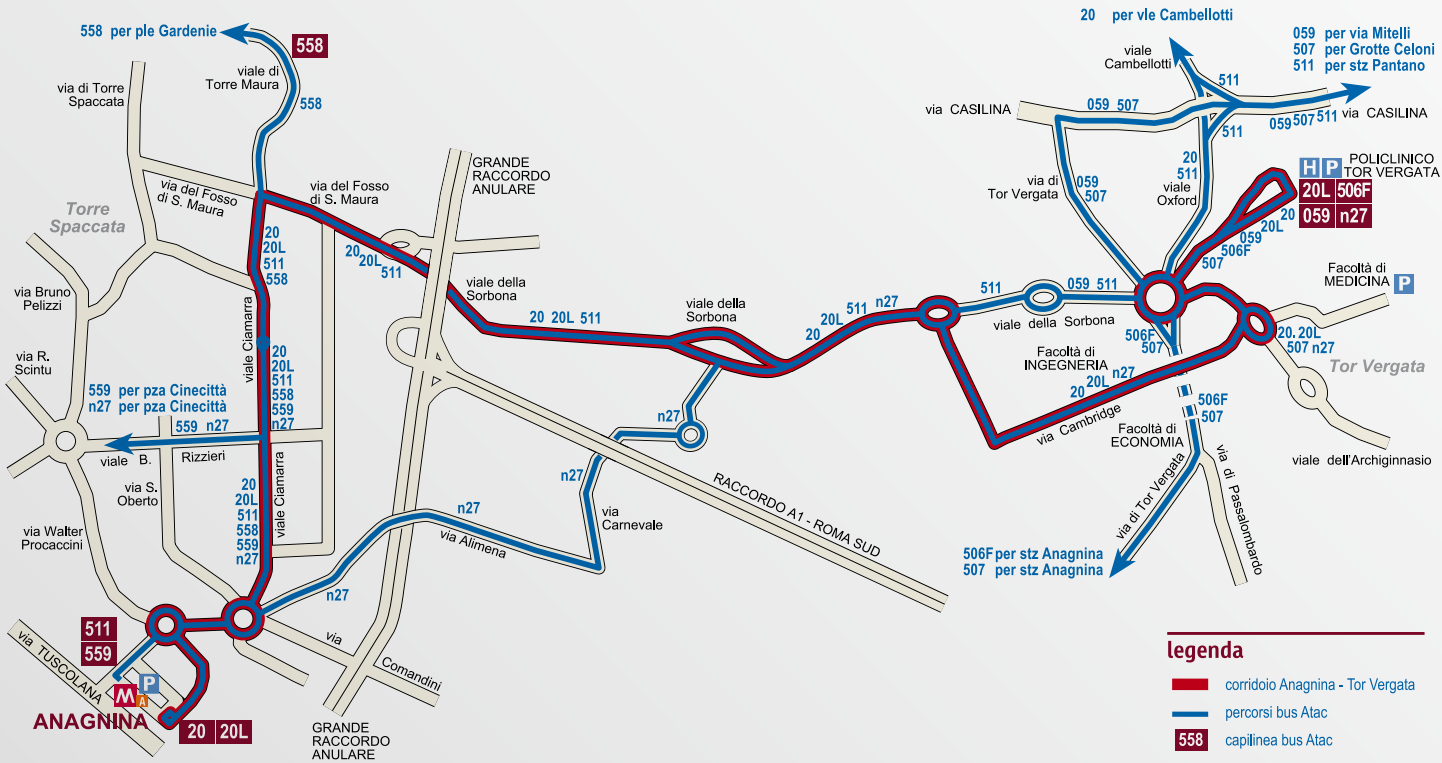 558 per ple Gardenie
558
viale di
Torre Maura
558
via di Torre
Spaccata
via del Fosso
di S. Maura
via del Fosso
di S. Maura
GRANDE
RACCORDO
ANULARE
Torre
Spaccata
20
20L
511
558
20
20L
511
via Bruno
Pelizzi
viale Ciamarra
via R.
Scintu
20
20L
511
558
559
n27
559 per pza Cinecittà
n27 per pza Cinecittà
559 n27
viale B.
Rizzieri
via S.
Oberto
viale Ciamarra
20
20L
511
558
559
n27
via Walter
Procaccini
511
559
via TUSCOLANA
M
A
P
ANAGNINA
20
20L
via
Comandini
GRANDE
RACCORDO
ANULARE
n27
via Alimena
n27
n27
via
Carnevale
n27
RACCORDO A1 - ROMA SUD
viale della
Sorbona
20 20L 511
viale della
Sorbona
20
20L
511
n27
511
059 511
viale della Sorbona
20 per vle Cambellotti
viale
Cambellotti
511
059 per via Mitelli
507 per Grotte Celoni
511 per stz Pantano
via CASILINA
059 507
511
059
507
511
via CASILINA
via di
Tor Vergata
059
507
20
511
viale
Oxford
H
P
POLICLINICO
TOR VERGATA
20L
506F
059
n27
20
20L
059
506F
507
Facoltà di
MEDICINA
P
506F
507
20. 20L
507 n27
Tor Vergata
Facoltà di
INGEGNERIA
20
20L
n27
n27
via Cambridge
506F
507
Facoltà di
ECONOMIA
viale dell'Archiginnasio
via di Tor Vergata
via di Passalombardo
506F per stz Anagnina
507 per stz Anagnina
legenda
corridoio Anagnina - Tor Vergata
percorsi bus Atac
558
capilinea bus Atac